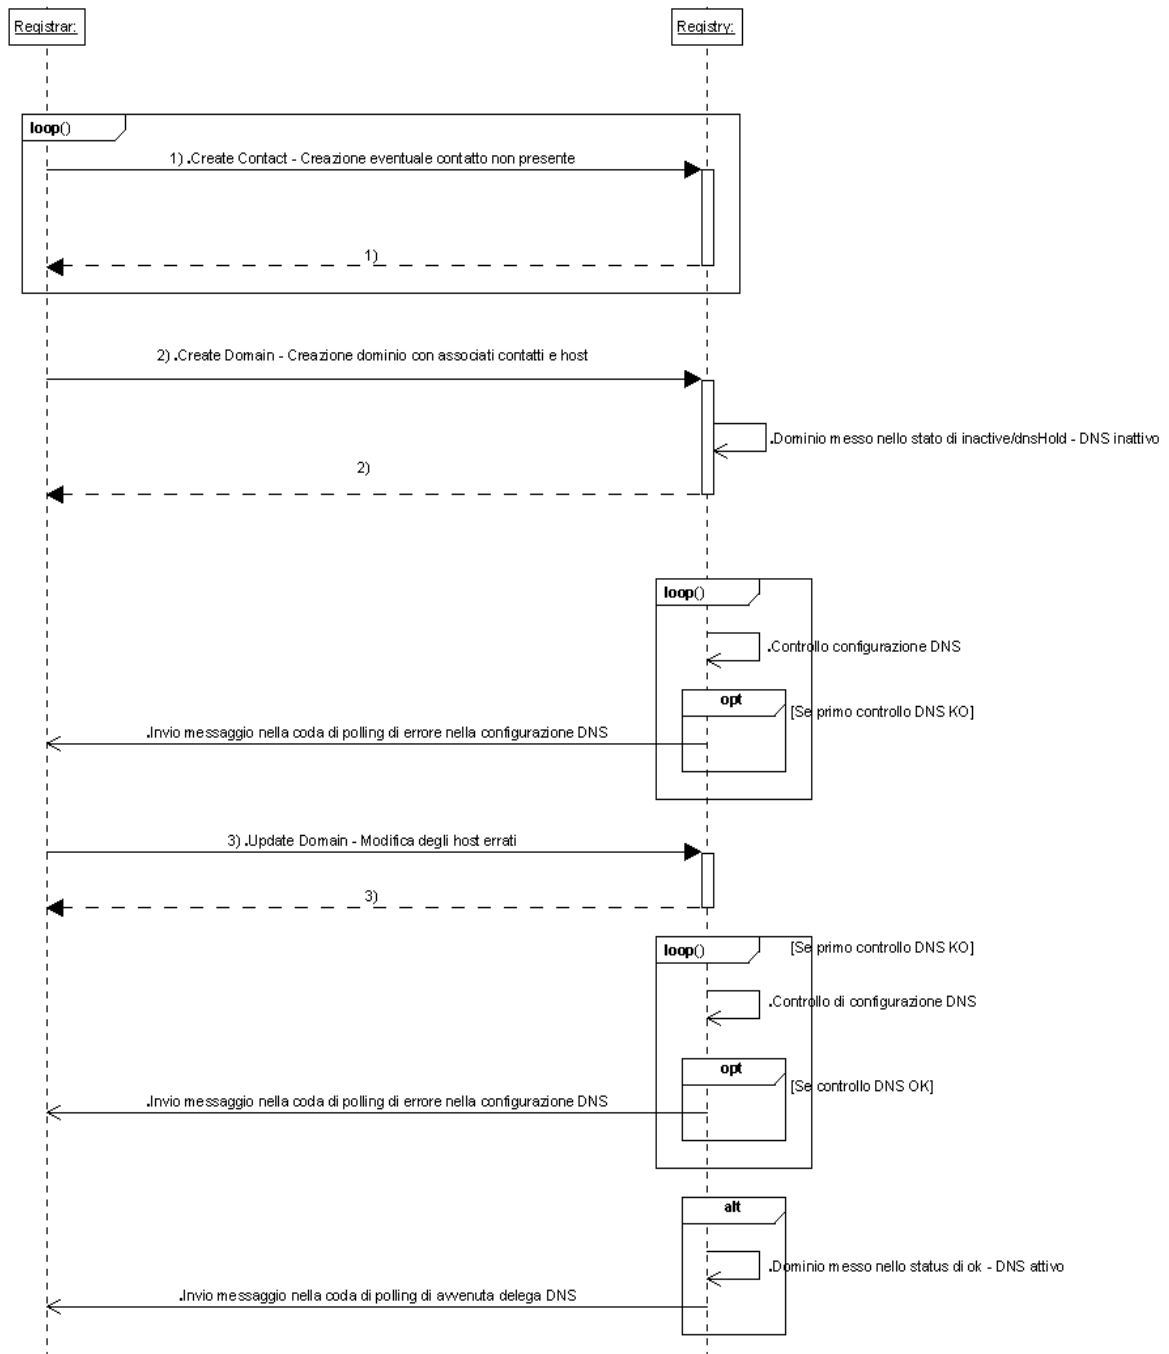 Registrar:
Registry:
loop()
1) .Create Contact - Creazione eventuale contatto non presente
1)
2) .Create Domain - Creazione dominio con associati contatti e host
.Dominio messo nello stato di inactive/dnsHold - DNS inattivo
2)
loop()
.Controllo configurazione DNS
opt
[Se primo controllo DNS KO]
.Invio messaggio nella coda di polling di errore nella configurazione DNS
3) .Update Domain - Modifica degli host errati
3)
loop()
[Se primo controllo DNS KO]
.Controllo di configurazione DNS
opt
[Se controllo DNS OK]
.Invio messaggio nella coda di polling di errore nella configurazione DNS
alt
.Dominio messo nello status di ok - DNS attivo
.Invio messaggio nella coda di polling di avvenuta delega DNS